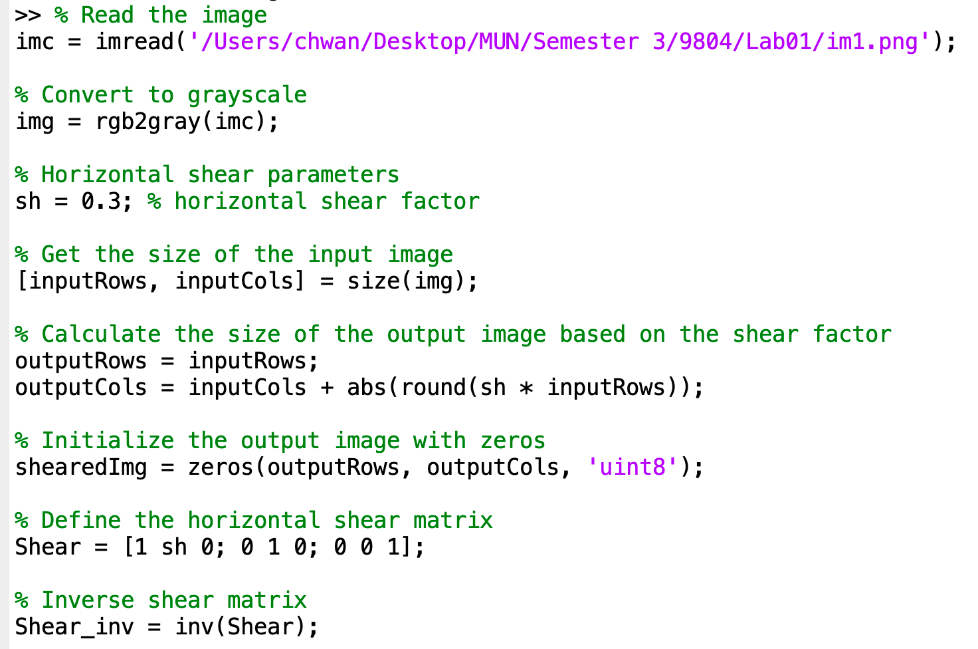 >> % Read the image
imc = imread('/Users/chwan/Desktop/MUN/Semester 3/9804/Lab01/im1.png');
% Convert to grayscale
img = rgb2gray(imc);
% Horizontal shear parameters
sh = 0.3; % horizontal shear factor
% Get the size of the input image
[inputRows, inputCols] = size(img);
% Calculate the size of the output image based on the shear factor
outputRows = inputRows;
outputCols = inputCols + abs(round(sh * inputRows));
% Initialize the output image with zeros
shearedImg = zeros(outputRows, outputCols, 'uint8');
% Define the horizontal shear matrix
Shear = [1 sh 0; 0 1 0; 0 0 1];
% Inverse shear matrix
Shear_inv = inv(Shear);